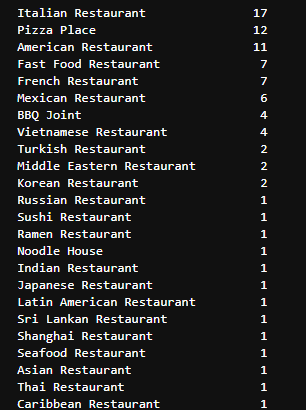 Italian Restaurant 17
Pizza Place 12
American Restaurant 11
Fast Food Restaurant 7
French Restaurant 7
Mexican Restaurant 6
BBQ Joint 4
Vietnamese Restaurant 4
Turkish Restaurant 2
Middle Eastern Restaurant 2
Korean Restaurant 2
Russian Restaurant 1
Sushi Restaurant 1
Ramen Restaurant 1
Noodle House 1
Indian Restaurant 1
Japanese Restaurant 1
Latin American Restaurant 1
Sri Lankan Restaurant 1
Shanghai Restaurant 1
Seafood Restaurant 1
Asian Restaurant 1
Thai Restaurant 1
Caribbean Restaurant 1